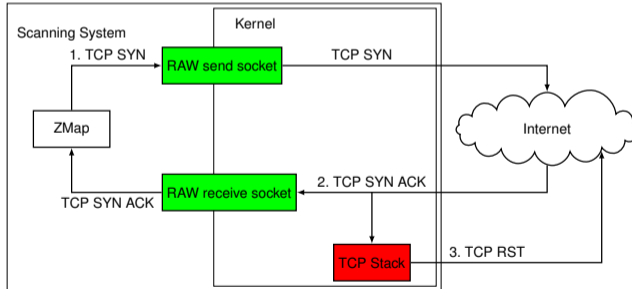 Scanning System
Kernel
1. TCP SYN
RAW send socket
TCP SYN
ZMap
Internet
TCP SYN ACK
RAW receive socket
2. TCP SYN ACK
TCP Stack
3. TCP RST